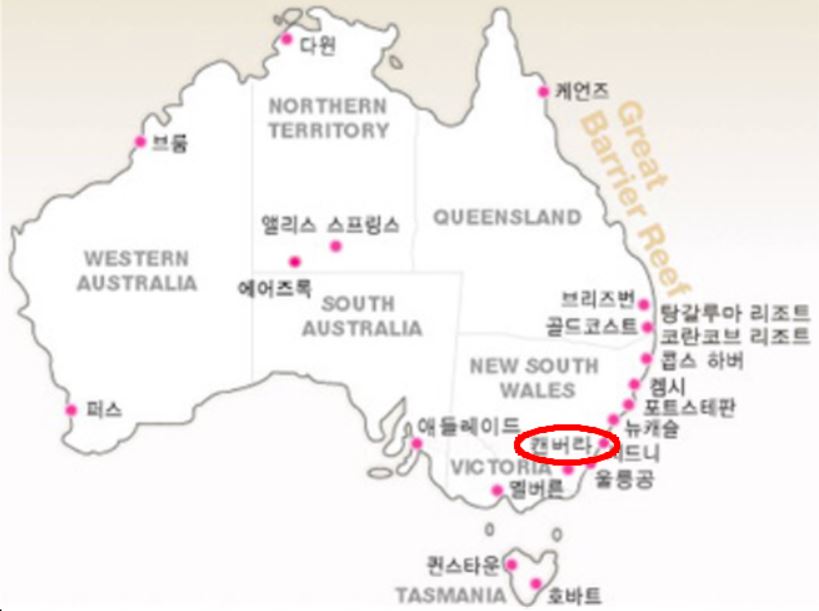 다윈
케언즈
NORTHERN
TERRITORY
Great
Barrier Reef
브룸
앨리스 스프링스
QUEENSLAND
WESTERN
AUSTRALIA
에어즈록
SOUTH
AUSTRALIA
브리즈번
탕갈루마 리조트
골드코스트
코란코브 리조트
콥스 하버
NEW SOUTH
WALES
켐시
퍼스
포트스테판
뉴캐슬
애들레이드
캔버라
드니
VICTORIA
울릉공
멜버른
퀸스타운
TASMANIA
호바트